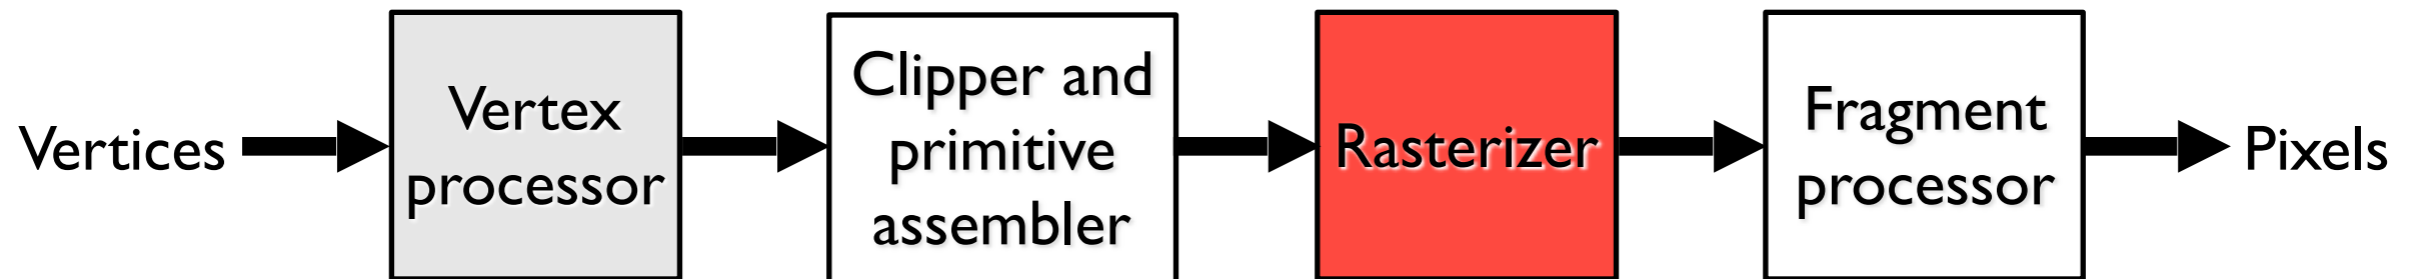 Vertices
Vertex
processor
Clipper and
primitive
assembler
Rasterizer
Fragment
processor
Pixels